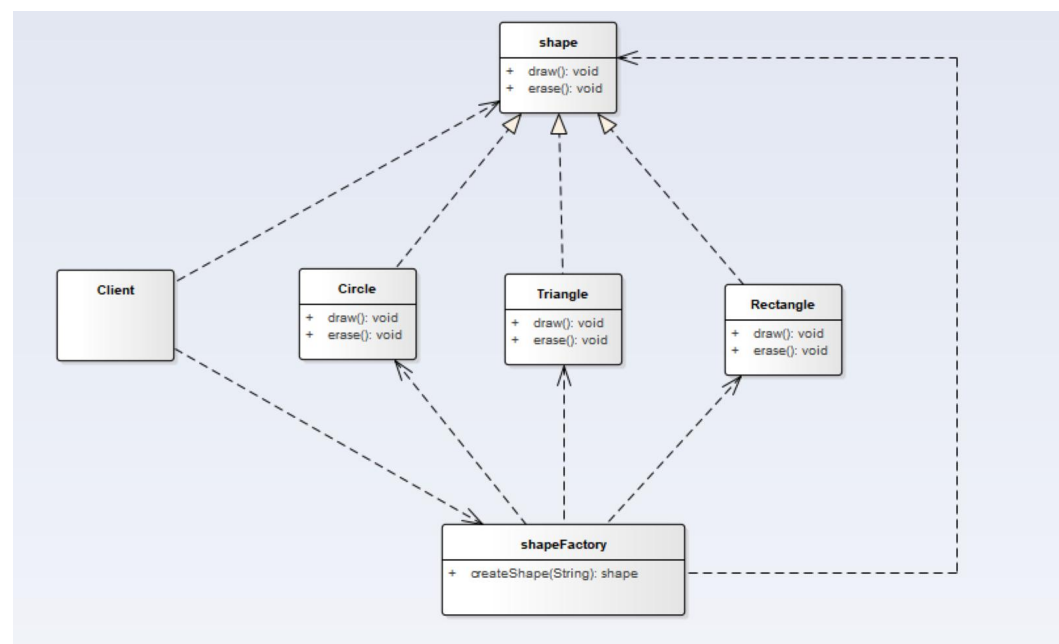 shape
+ draw(): void
+ erase(): void
Client
Circle
+ draw(): void
+ erase(): void
Triangle
+ draw(): void
+ erase(): void
Rectangle
+ draw(): void
+ erase(): void
shapeFactory
+ createShape(String): shape